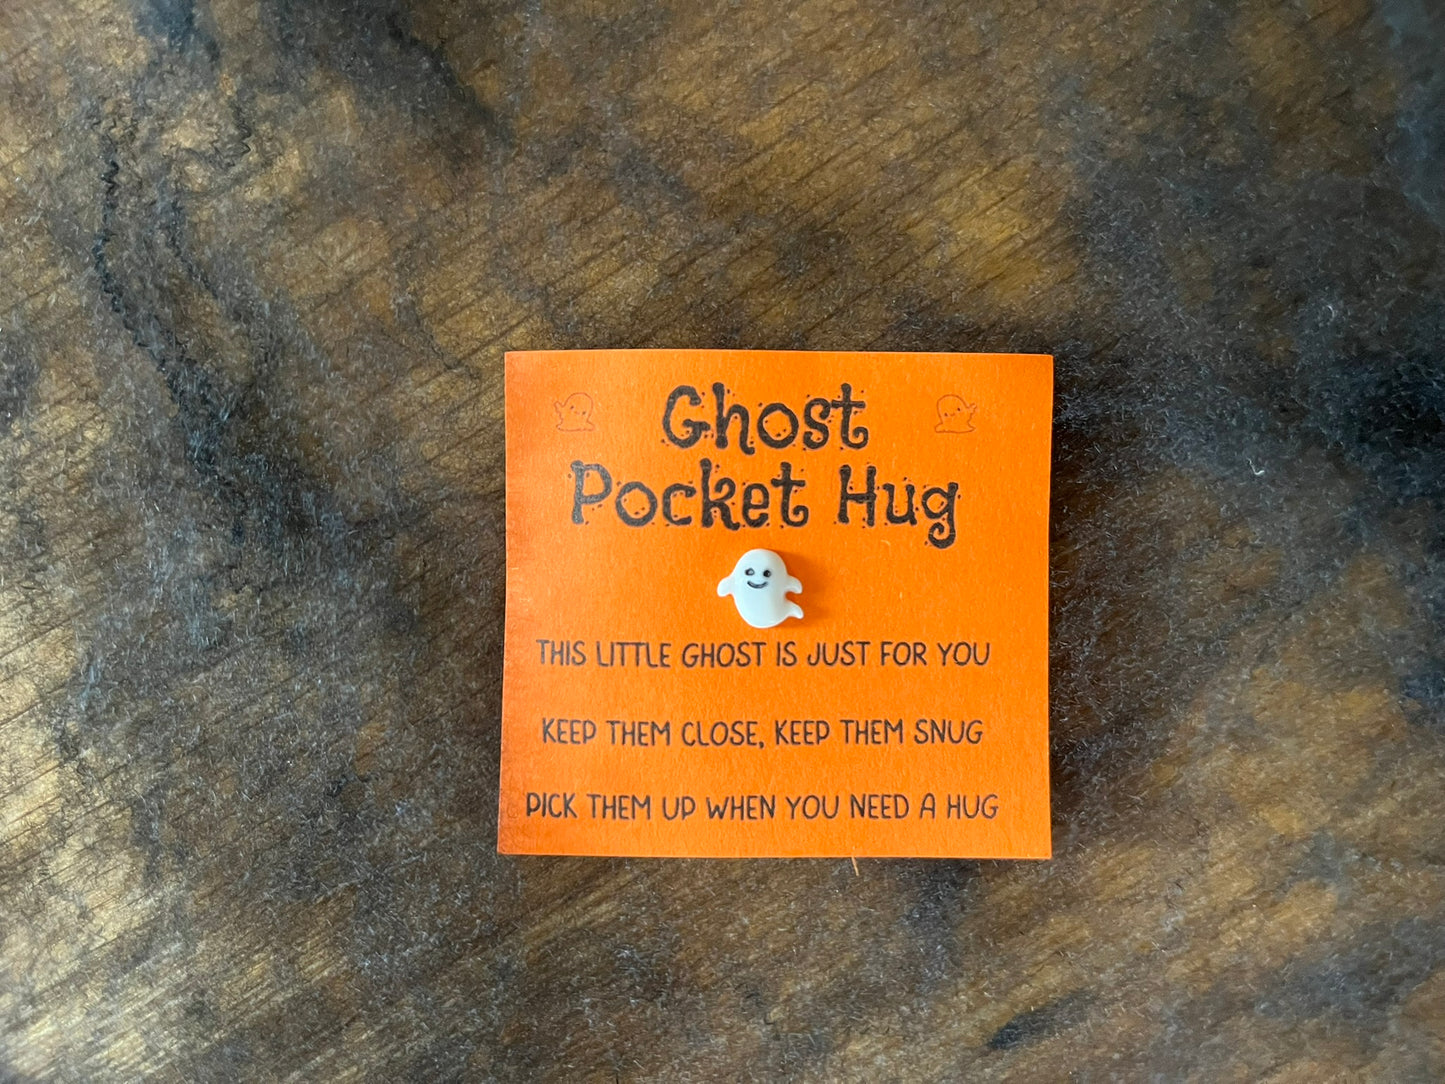 Ghost
Pocket Hug
THIS LITTLE GHOST IS JUST FOR YOU
KEEP THEM CLOSE, KEEP THEM SNUG
PICK THEM UP WHEN YOU NEED A HUG